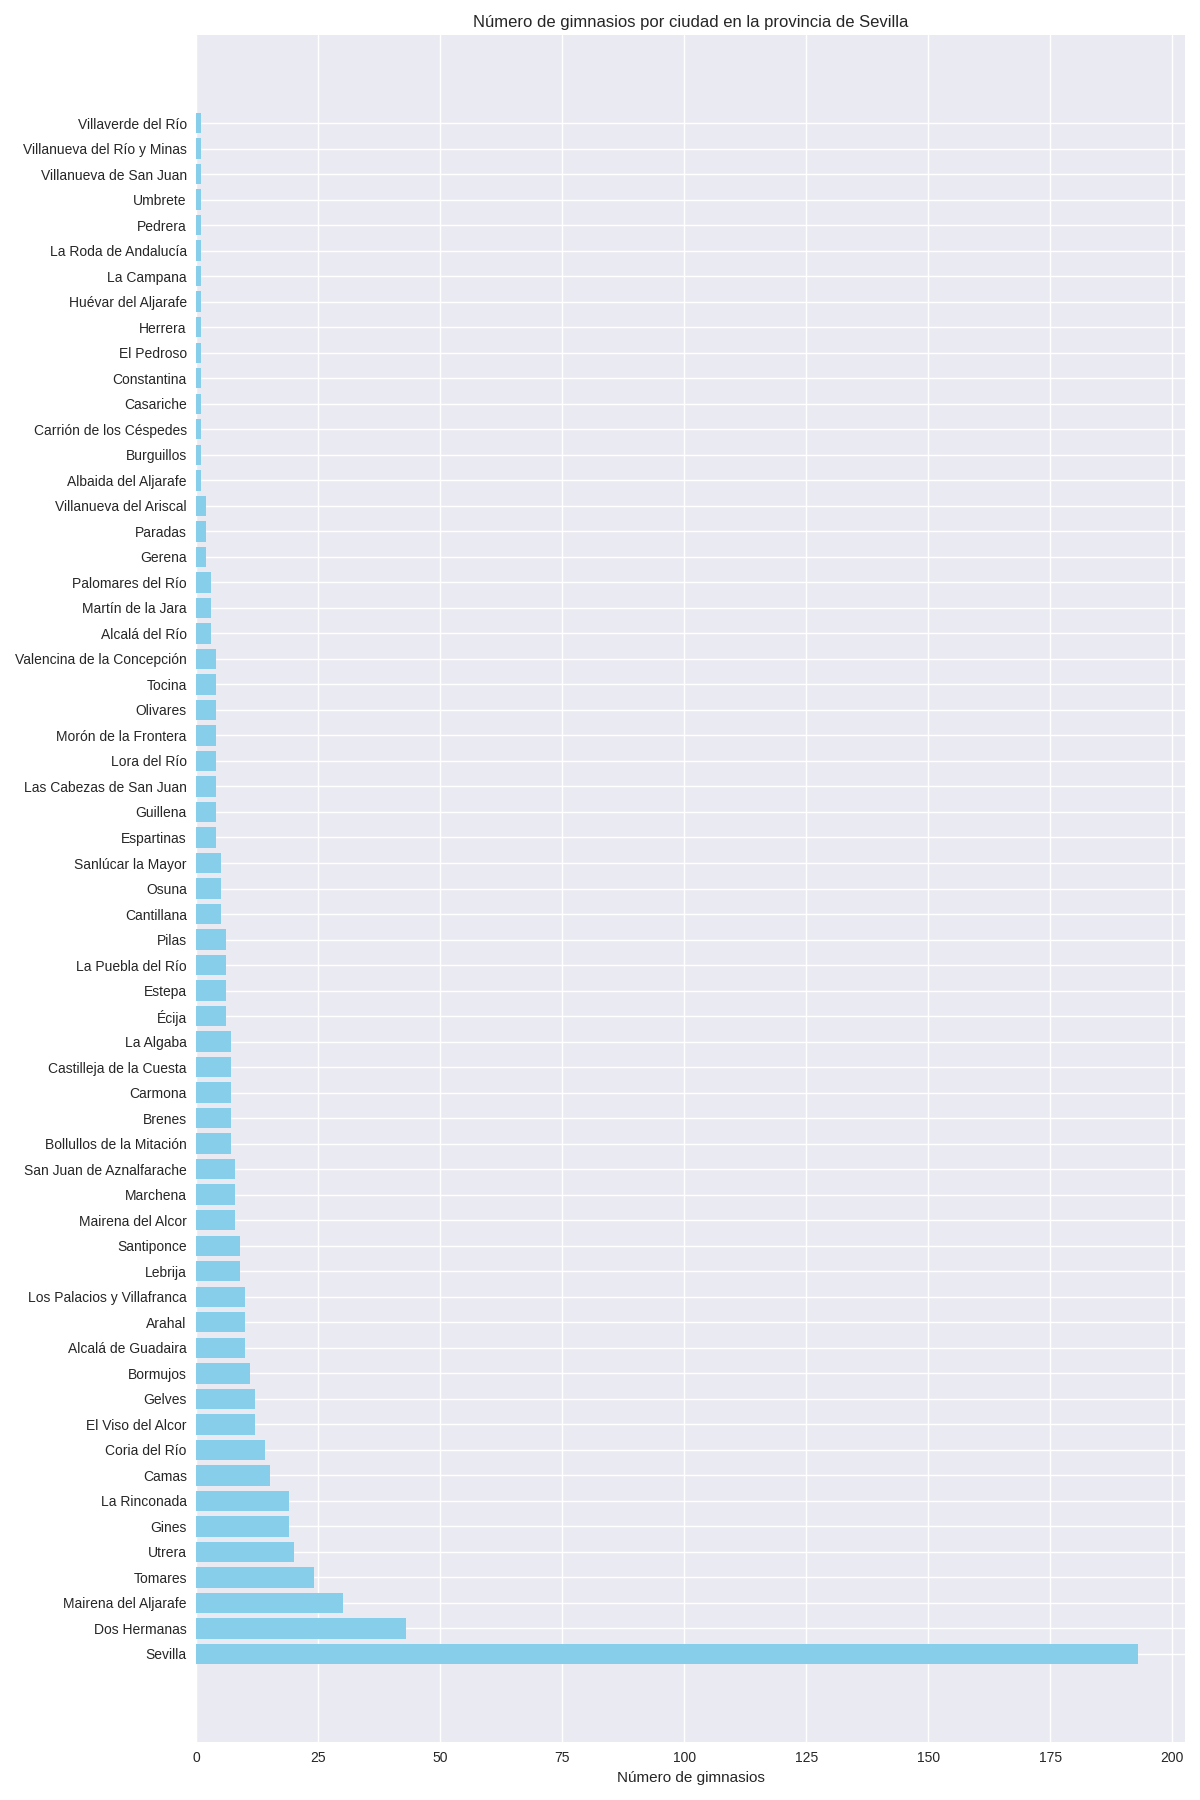 Número de gimnasios por ciudad en la provincia de Sevilla
Villaverde del Río
Villanueva del Río y Minas
Villanueva de San Juan
Umbrete
Pedrera
La Roda de Andalucía
La Campana
Huévar del Aljarafe
Herrera
El Pedroso
Constantina
Casariche
Carrión de los Céspedes
Burguillos
Albaida del Aljarafe
Villanueva del Ariscal
Paradas
Gerena
Palomares del Río
Martín de la Jara
Alcalá del Río
Valencina de la Concepción
Tocina
Olivares
Morón de la Frontera
Lora del Río
Las Cabezas de San Juan
Guillena
Espartinas
Sanlúcar la Mayor
Osuna
Cantillana
Pilas
La Puebla del Río
Estepa
Écija
La Algaba
Castilleja de la Cuesta
Carmona
Brenes
Bollullos de la Mitación
San Juan de Aznalfarache
Marchena
Mairena del Alcor
Santiponce
Lebrija
Los Palacios y Villafranca
Arahal
Alcalá de Guadaira
Bormujos
Gelves
El Viso del Alcor
Coria del Río
Camas
La Rinconada
Gines
Utrera
Tomares
Mairena del Aljarafe
Dos Hermanas
Sevilla
0 25 50 75 100 125 150 175 200
Número de gimnasios